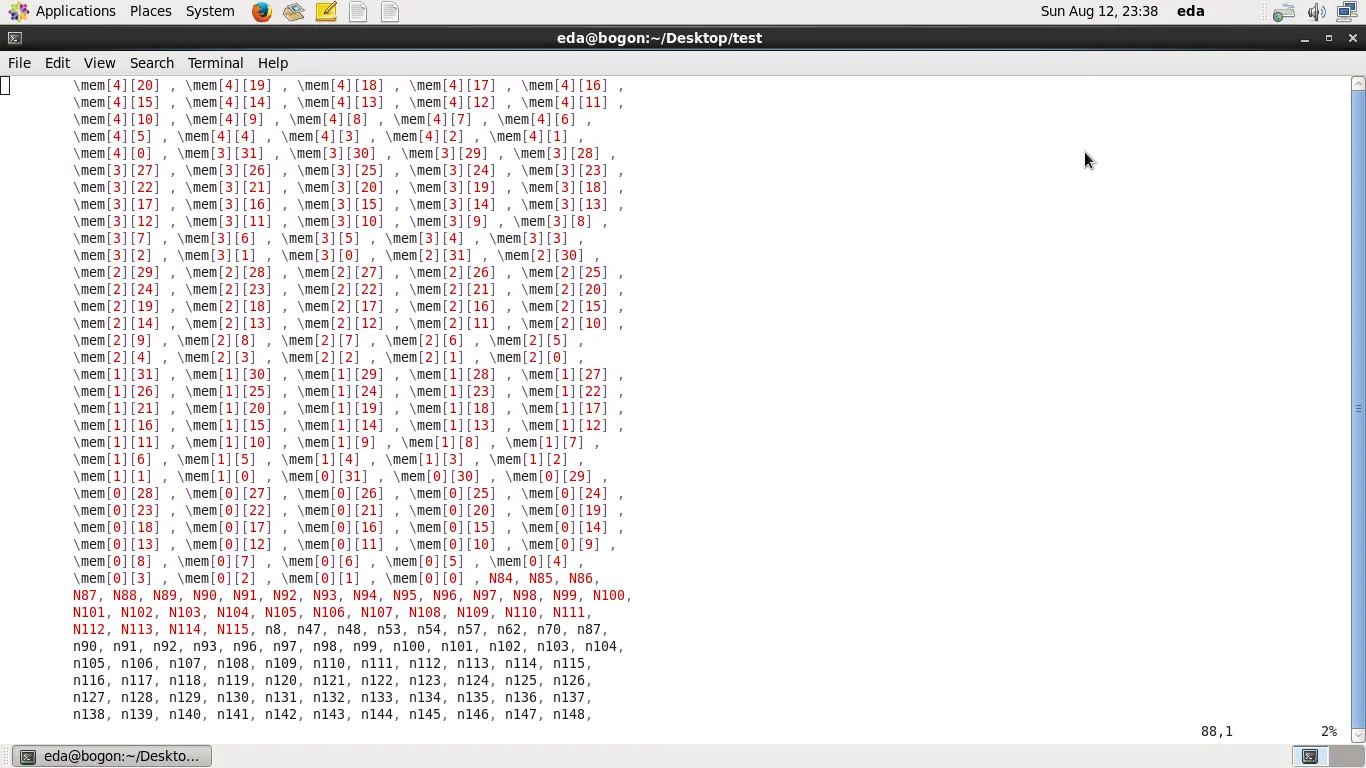 Applications Places System Sun Aug 12, 23:38 eda
eda@bogon:~/Desktop/test
File Edit View Search Terminal Help
\mem[4][20] , \mem[4][19] , \mem[4][18] , \mem[4][17] , \mem[4][16] ,
\mem[4][15] , \mem[4][14] , \mem[4][13] , \mem[4][12] , \mem[4][11] ,
\mem[4][10] , \mem[4][9] , \mem[4][8] , \mem[4][7] , \mem[4][6] ,
\mem[4][5] , \mem[4][4] , \mem[4][3] , \mem[4][2] , \mem[4][1] ,
\mem[4][0] , \mem[3][31] , \mem[3][30] , \mem[3][29] , \mem[3][28] ,
\mem[3][27] , \mem[3][26] , \mem[3][25] , \mem[3][24] , \mem[3][23] ,
\mem[3][22] , \mem[3][21] , \mem[3][20] , \mem[3][19] , \mem[3][18] ,
\mem[3][17] , \mem[3][16] , \mem[3][15] , \mem[3][14] , \mem[3][13] ,
\mem[3][12] , \mem[3][11] , \mem[3][10] , \mem[3][9] , \mem[3][8] ,
\mem[3][7] , \mem[3][6] , \mem[3][5] , \mem[3][4] , \mem[3][3] ,
\mem[3][2] , \mem[3][1] , \mem[3][0] , \mem[2][31] , \mem[2][30] ,
\mem[2][29] , \mem[2][28] , \mem[2][27] , \mem[2][26] , \mem[2][25] ,
\mem[2][24] , \mem[2][23] , \mem[2][22] , \mem[2][21] , \mem[2][20] ,
\mem[2][19] , \mem[2][18] , \mem[2][17] , \mem[2][16] , \mem[2][15] ,
\mem[2][14] , \mem[2][13] , \mem[2][12] , \mem[2][11] , \mem[2][10] ,
\mem[2][9] , \mem[2][8] , \mem[2][7] , \mem[2][6] , \mem[2][5] ,
\mem[2][4] , \mem[2][3] , \mem[2][2] , \mem[2][1] , \mem[2][0] ,
\mem[1][31] , \mem[1][30] , \mem[1][29] , \mem[1][28] , \mem[1][27] ,
\mem[1][26] , \mem[1][25] , \mem[1][24] , \mem[1][23] , \mem[1][22] ,
\mem[1][21] , \mem[1][20] , \mem[1][19] , \mem[1][18] , \mem[1][17] ,
\mem[1][16] , \mem[1][15] , \mem[1][14] , \mem[1][13] , \mem[1][12] ,
\mem[1][11] , \mem[1][10] , \mem[1][9] , \mem[1][8] , \mem[1][7] ,
\mem[1][6] , \mem[1][5] , \mem[1][4] , \mem[1][3] , \mem[1][2] ,
\mem[1][1] , \mem[1][0] , \mem[0][31] , \mem[0][30] , \mem[0][29] ,
\mem[0][28] , \mem[0][27] , \mem[0][26] , \mem[0][25] , \mem[0][24] ,
\mem[0][23] , \mem[0][22] , \mem[0][21] , \mem[0][20] , \mem[0][19] ,
\mem[0][18] , \mem[0][17] , \mem[0][16] , \mem[0][15] , \mem[0][14] ,
\mem[0][13] , \mem[0][12] , \mem[0][11] , \mem[0][10] , \mem[0][9] ,
\mem[0][8] , \mem[0][7] , \mem[0][6] , \mem[0][5] , \mem[0][4] ,
\mem[0][3] , \mem[0][2] , \mem[0][1] , \mem[0][0] , N84, N85, N86,
N87, N88, N89, N90, N91, N92, N93, N94, N95, N96, N97, N98, N99, N100,
N101, N102, N103, N104, N105, N106, N107, N108, N109, N110, N111,
N112, N113, N114, N115, n8, n47, n48, n53, n54, n57, n62, n70, n87,
n90, n91, n92, n93, n96, n97, n98, n99, n100, n101, n102, n103, n104,
n105, n106, n107, n108, n109, n110, n111, n112, n113, n114, n115,
n116, n117, n118, n119, n120, n121, n122, n123, n124, n125, n126,
n127, n128, n129, n130, n131, n132, n133, n134, n135, n136, n137,
n138, n139, n140, n141, n142, n143, n144, n145, n146, n147, n148,
88,1 2%
eda@bogon:~/Deskto...